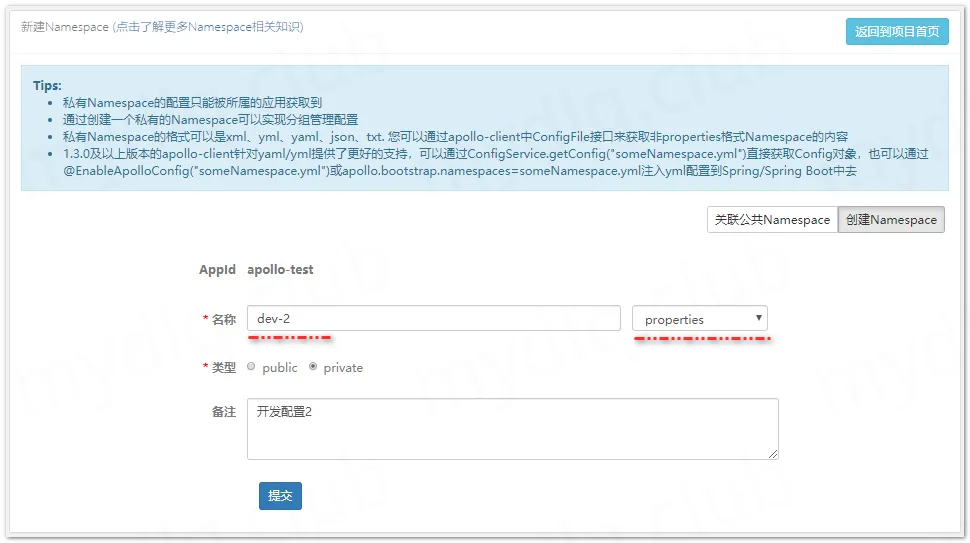 新建Namespace (点击了解更多Namespace相关知识)
返回到项目首页
Tips:
私有Namespace的配置只能被所属的应用获取到
通过创建一个私有的Namespace可以实现分组管理配置
私有Namespace的格式可以是xml、yml、yaml、json、txt. 您可以通过apollo-client中ConfigFile接口来获取非properties格式Namespace的内容
1.3.0及以上版本的apollo-client针对yaml/yml提供了更好的支持，可以通过ConfigService.getConfig("someNamespace.yml")直接获取Config对象，也可以通过
@EnableApolloConfig("someNamespace.yml")或apollo.bootstrap.namespaces=someNamespace.yml注入yml配置到Spring/Spring Boot中去
关联公共Namespace 创建Namespace
AppId apollo-test
* 名称 dev-2 properties
* 类型 public private
备注 开发配置2
提交